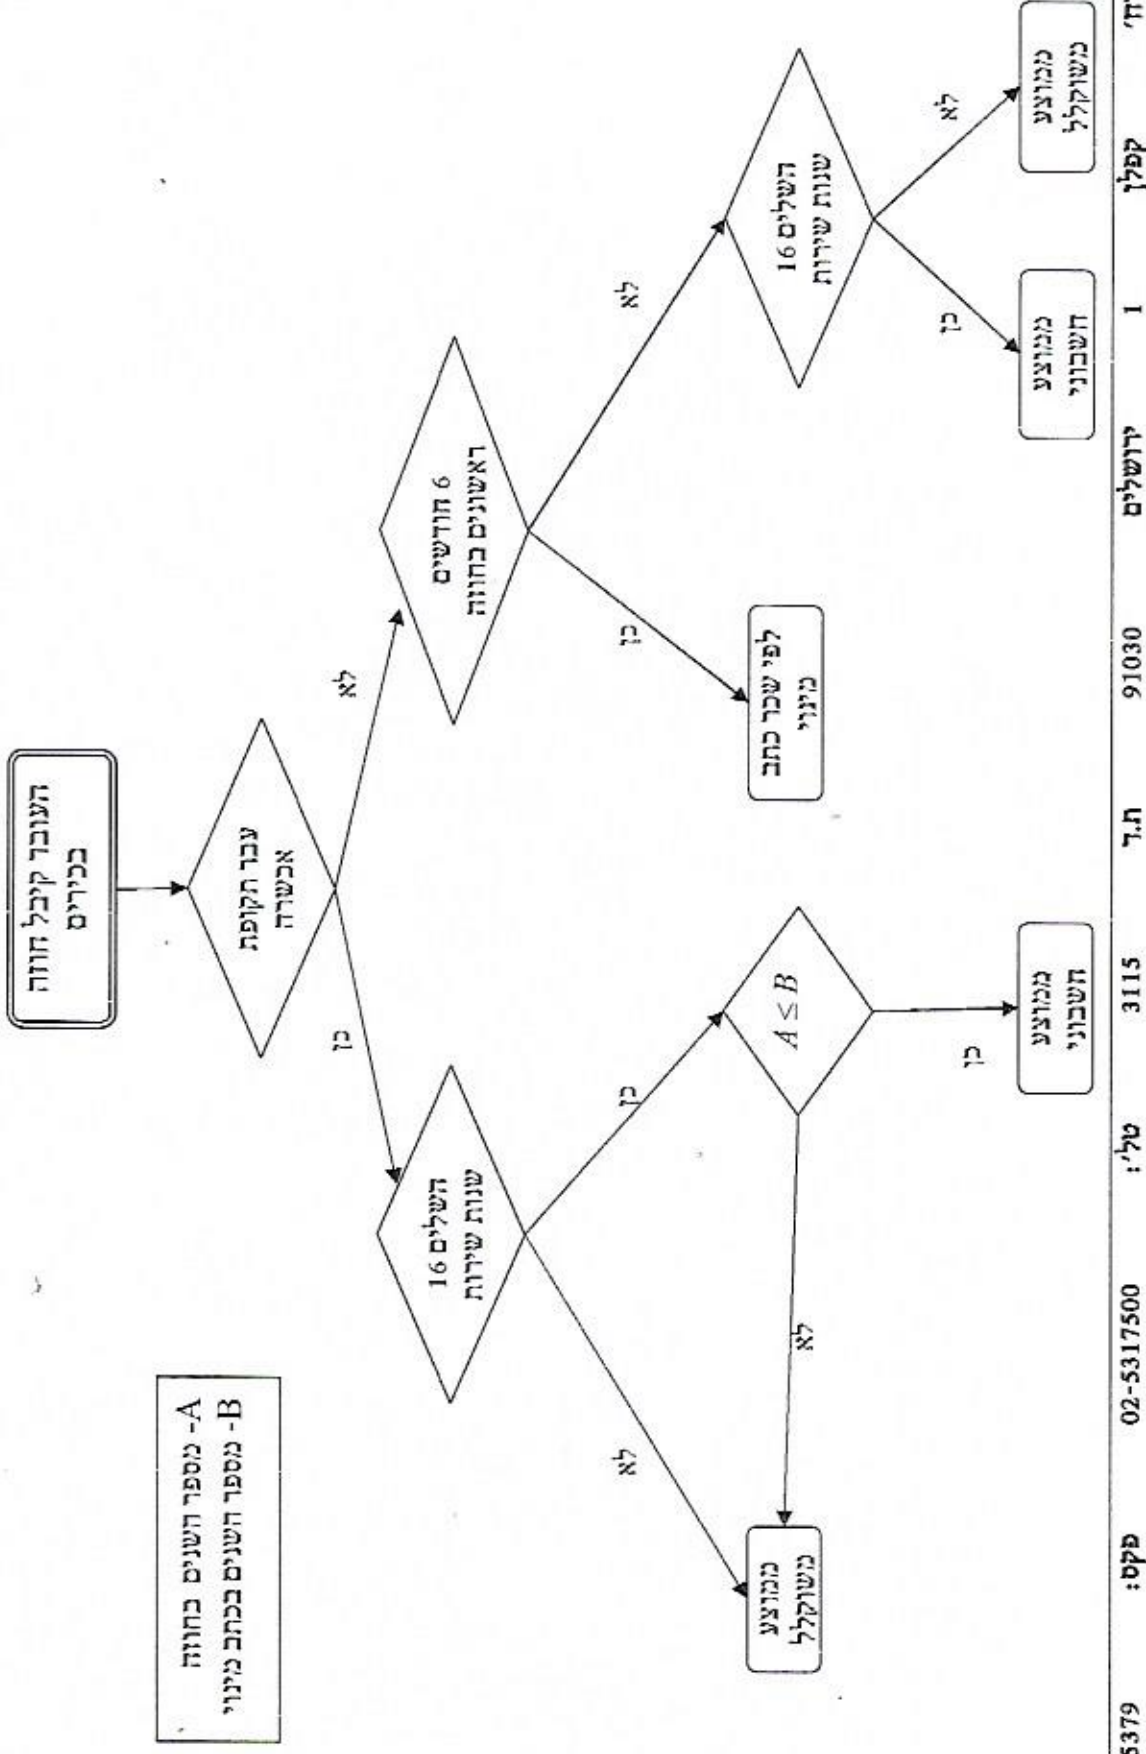 העובד קיבל חוזה
בכירים
A- מספר השנים בחוזה
B- מספר השנים בכתב מינוי
עבר תקופת
אכשרה
כן
לא
השלים 16
שנות שירות
6 חודשים
ראשונים בחוזה
לא
כן
כן
לא
ממוצע
משוקלל
לא
A ≤ B
כן
ממוצע
חשבוני
לפי שכר כתב
מינוי
השלים 16
שנות שירות
כן
לא
ממוצע
חשבוני
ממוצע
משוקלל
קפלן 1 ירושלים 91030 ת.ד 3115 טל': 02-5317500 פקס: 5379